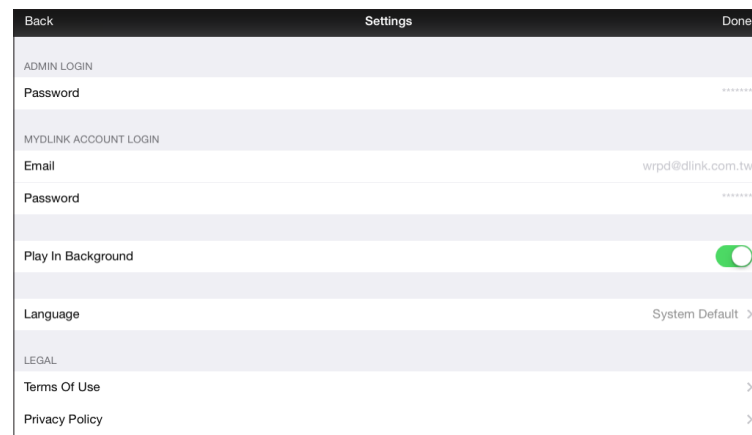 Back Settings Done
ADMIN LOGIN
Password *******
MYDLINK ACCOUNT LOGIN
Email wrpd@dlink.com.tw
Password *******
Play In Background
Language System Default >
LEGAL
Terms Of Use >
Privacy Policy >